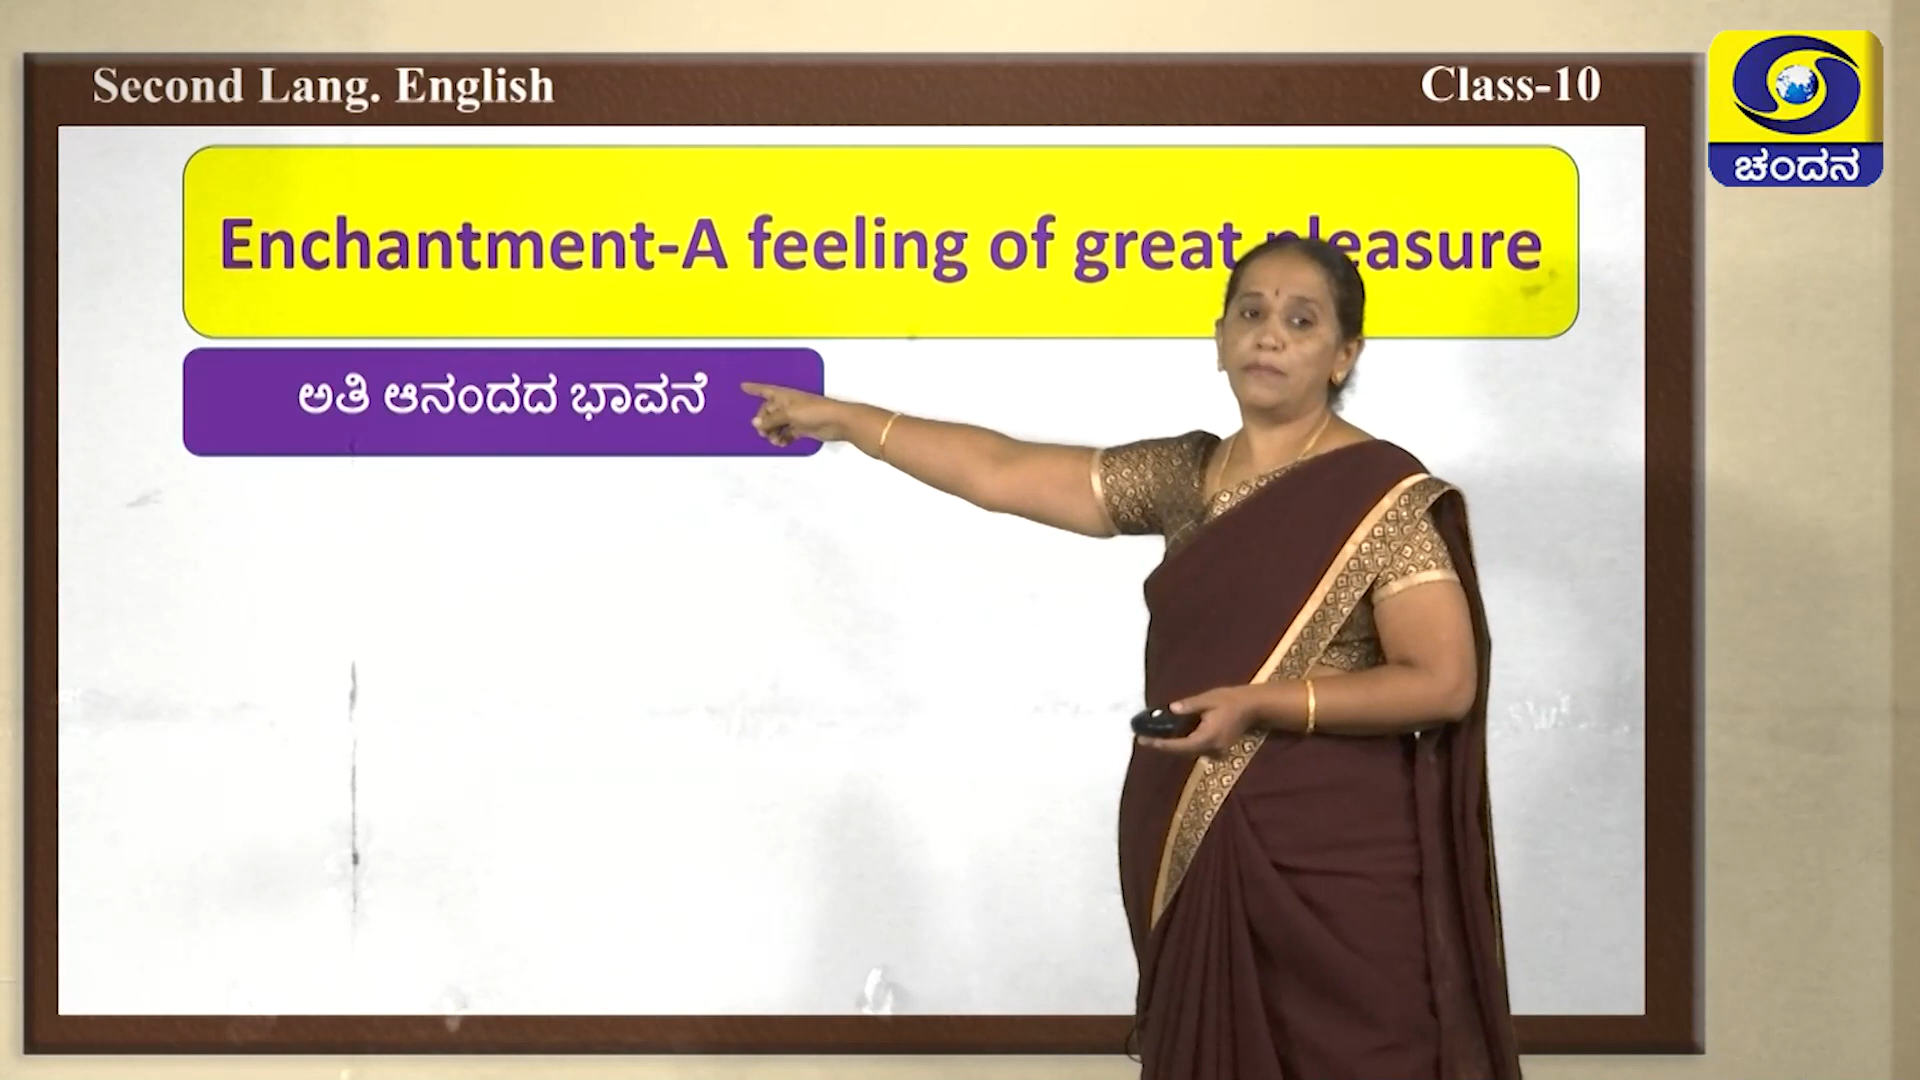 Second Lang. English
Class-10
ಚಂದನ
Enchantment-A feeling of great pleasure
ಅತಿ ಆನಂದದ ಭಾವನೆ